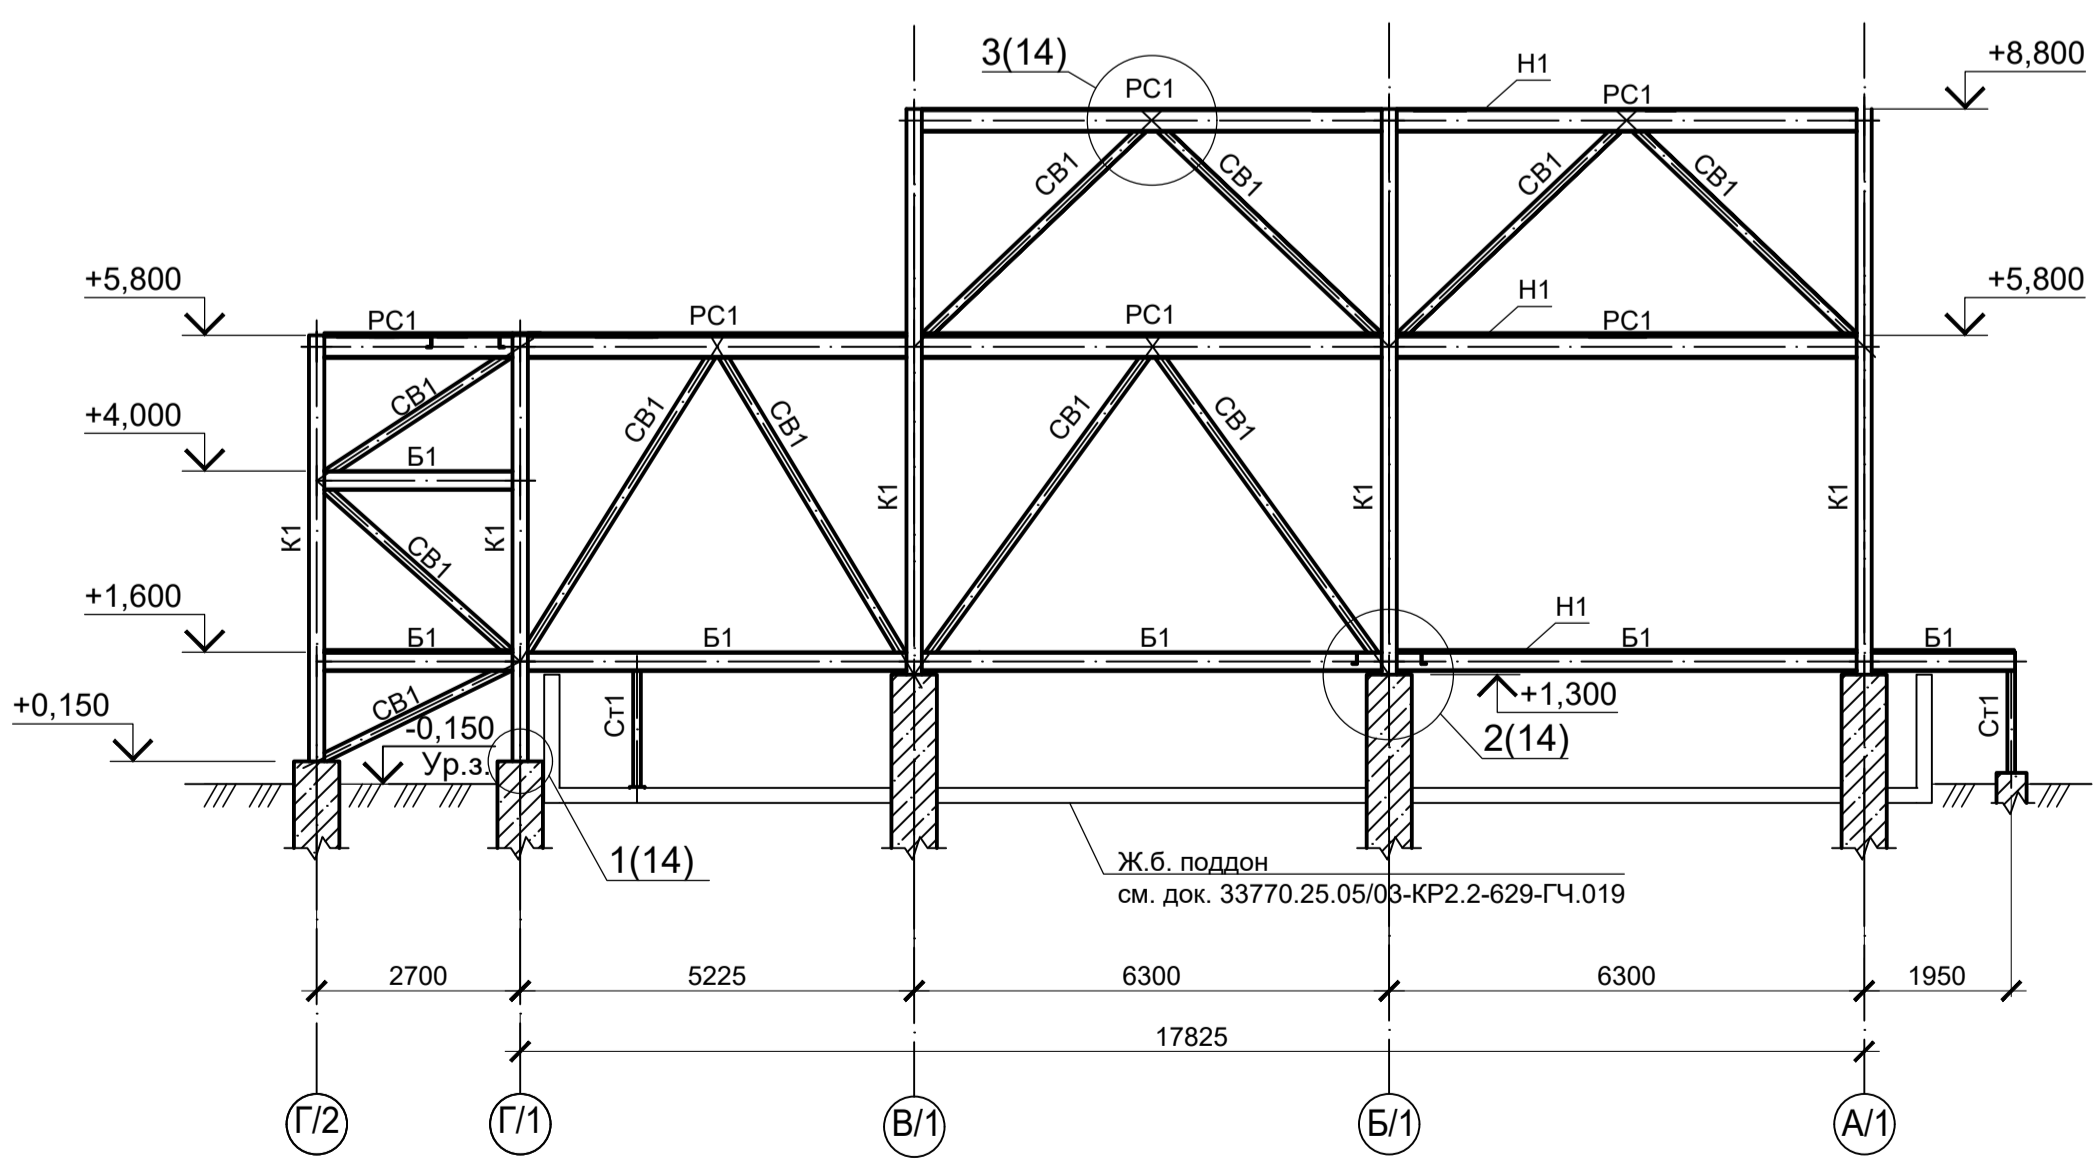 3(14)
Н1
+8,800
РС1
РС1
СВ1
СВ1
СВ1
СВ1
+5,800
Н1
+5,800
РС1
РС1
РС1
РС1
СВ1
СВ1
СВ1
СВ1
СВ1
+4,000
Б1
К1
К1
К1
К1
К1
СВ1
+1,600
Н1
Б1
Б1
Б1
Б1
Б1
СВ1
+0,150
-0,150
Ур.з.
Ст1
+1,300
Ст1
2(14)
1(14)
Ж.б. поддон
см. док. 33770.25.05/03-КР2.2-629-ГЧ.019
2700
5225
6300
6300
1950
17825
Г/2
Г/1
В/1
Б/1
А/1